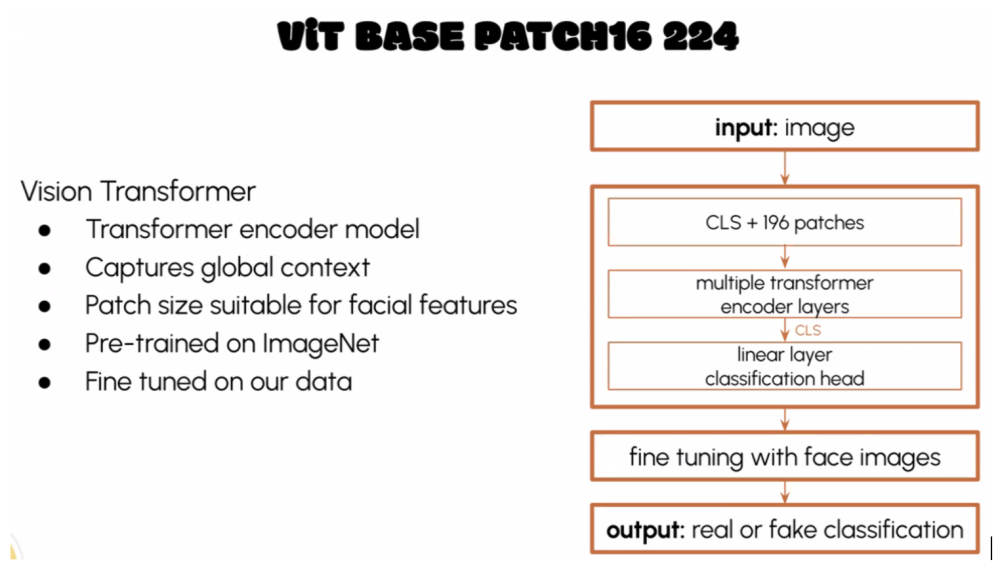 ViT BASE PATCH16 224
Vision Transformer
● Transformer encoder model
● Captures global context
● Patch size suitable for facial features
● Pre-trained on ImageNet
● Fine tuned on our data
input: image
CLS + 196 patches
multiple transformer
encoder layers
CLS
linear layer
classification head
fine tuning with face images
output: real or fake classification